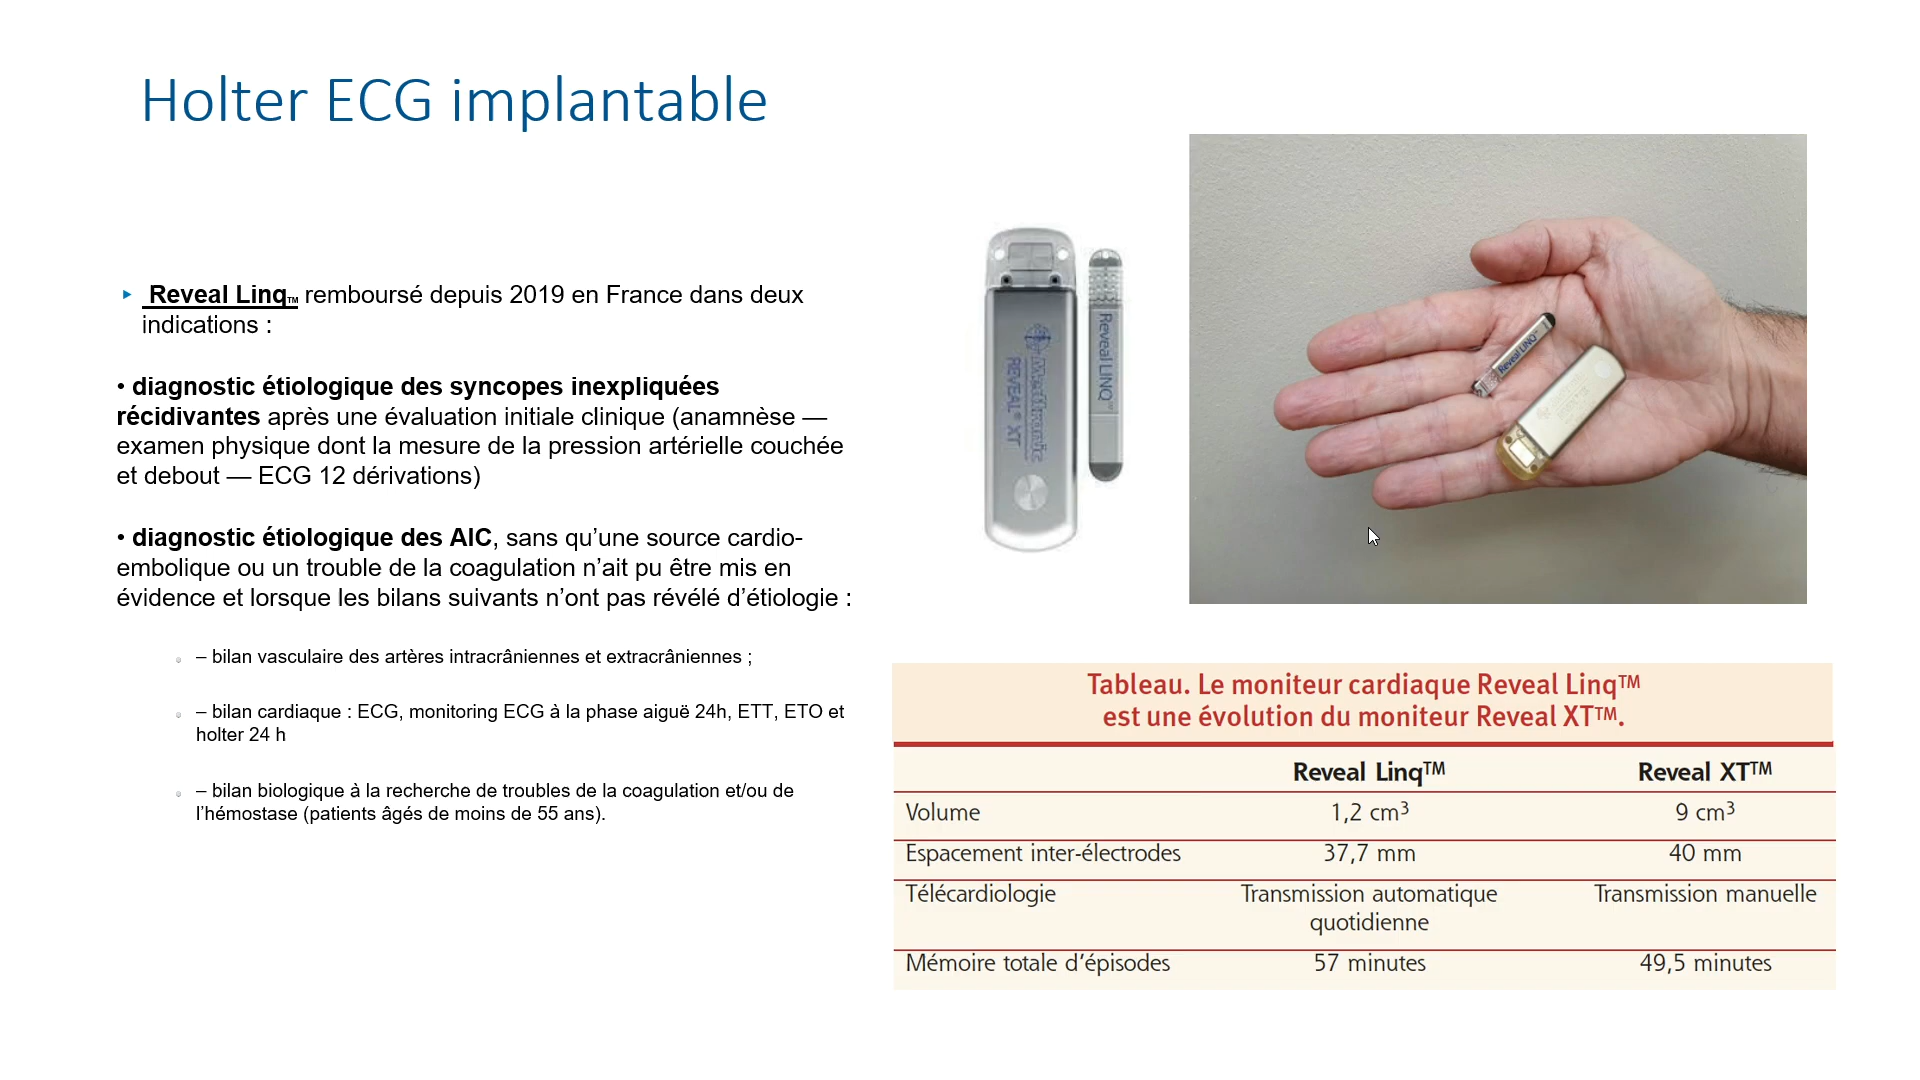 Holter ECG implantable
Reveal Linq™ remboursé depuis 2019 en France dans deux
indications :
• diagnostic étiologique des syncopes inexpliquées
récidivantes après une évaluation initiale clinique (anamnèse —
examen physique dont la mesure de la pression artérielle couchée
et debout — ECG 12 dérivations)
• diagnostic étiologique des AIC, sans qu’une source cardio-
embolique ou un trouble de la coagulation n’ait pu être mis en
évidence et lorsque les bilans suivants n’ont pas révélé d’étiologie :
– bilan vasculaire des artères intracrâniennes et extracrâniennes ;
– bilan cardiaque : ECG, monitoring ECG à la phase aiguë 24h, ETT, ETO et
holter 24 h
– bilan biologique à la recherche de troubles de la coagulation et/ou de
l’hémostase (patients âgés de moins de 55 ans).
Medtronic
REVEAL® XT
Reveal LINQ™
Reveal LINQ™
Tableau. Le moniteur cardiaque Reveal Linq™
est une évolution du moniteur Reveal XT™.
Reveal Linq™ Reveal XT™
Volume 1,2 cm³ 9 cm³
Espacement inter-électrodes 37,7 mm 40 mm
Télécardiologie Transmission automatique Transmission manuelle
quotidienne
Mémoire totale d’épisodes 57 minutes 49,5 minutes